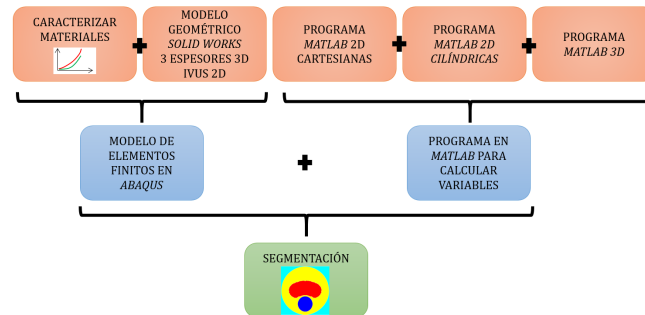 CARACTERIZAR
MATERIALES
MODELO
GEOMÉTRICO
SOLID WORKS
3 ESPESORES 3D
IVUS 2D
PROGRAMA
MATLAB 2D
CARTESIANAS
PROGRAMA
MATLAB 2D
CILÍNDRICAS
PROGRAMA
MATLAB 3D
MODELO DE
ELEMENTOS
FINITOS EN
ABAQUS
PROGRAMA EN
MATLAB PARA
CALCULAR
VARIABLES
SEGMENTACIÓN